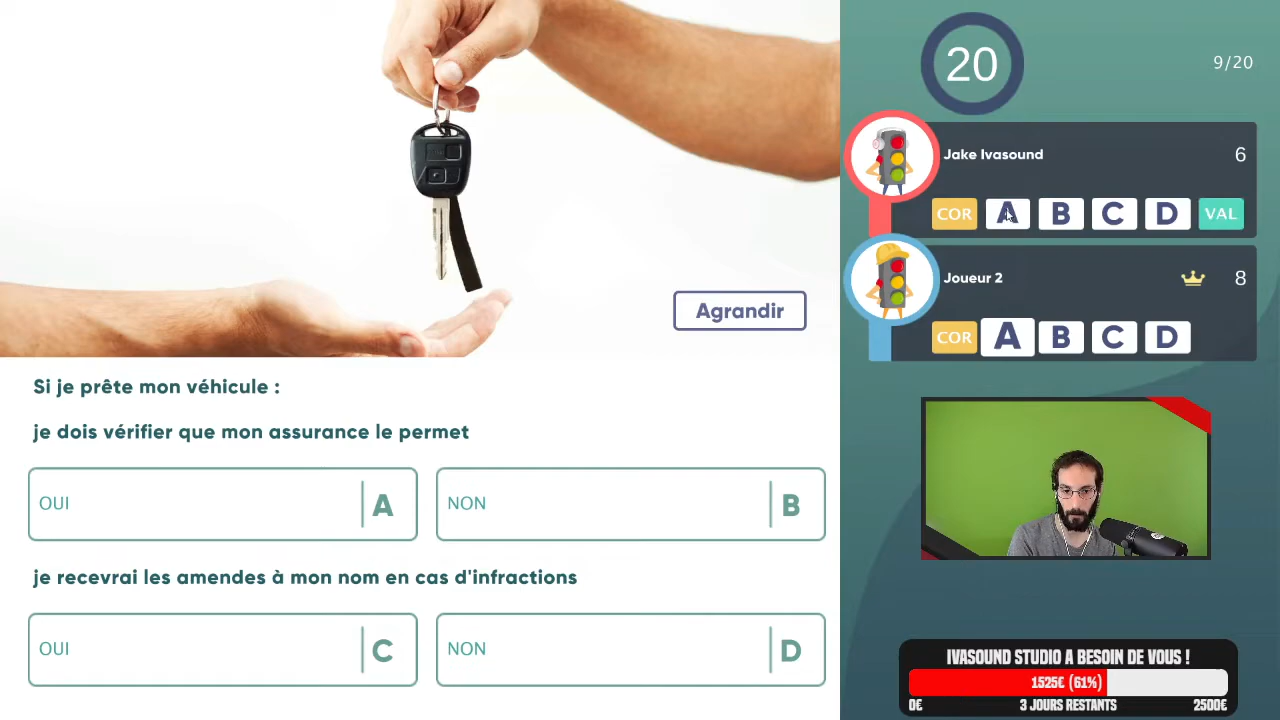 20
9/20
Jake Ivasound
6
COR A B C D VAL
Joueur 2
8
COR A B C D
Agrandir
Si je prête mon véhicule :
je dois vérifier que mon assurance le permet
OUI A
NON B
je recevrai les amendes à mon nom en cas d'infractions
OUI C
NON D
IVASOUND STUDIO A BESOIN DE VOUS !
1525€ (61%)
0€ 3 JOURS RESTANTS 2500€